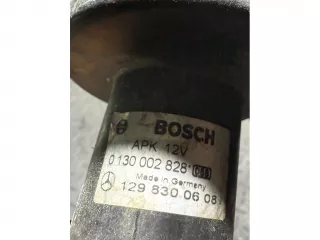 BOSCH
APK 12V
0 130 002 828
Made in Germany
129 830 06 08